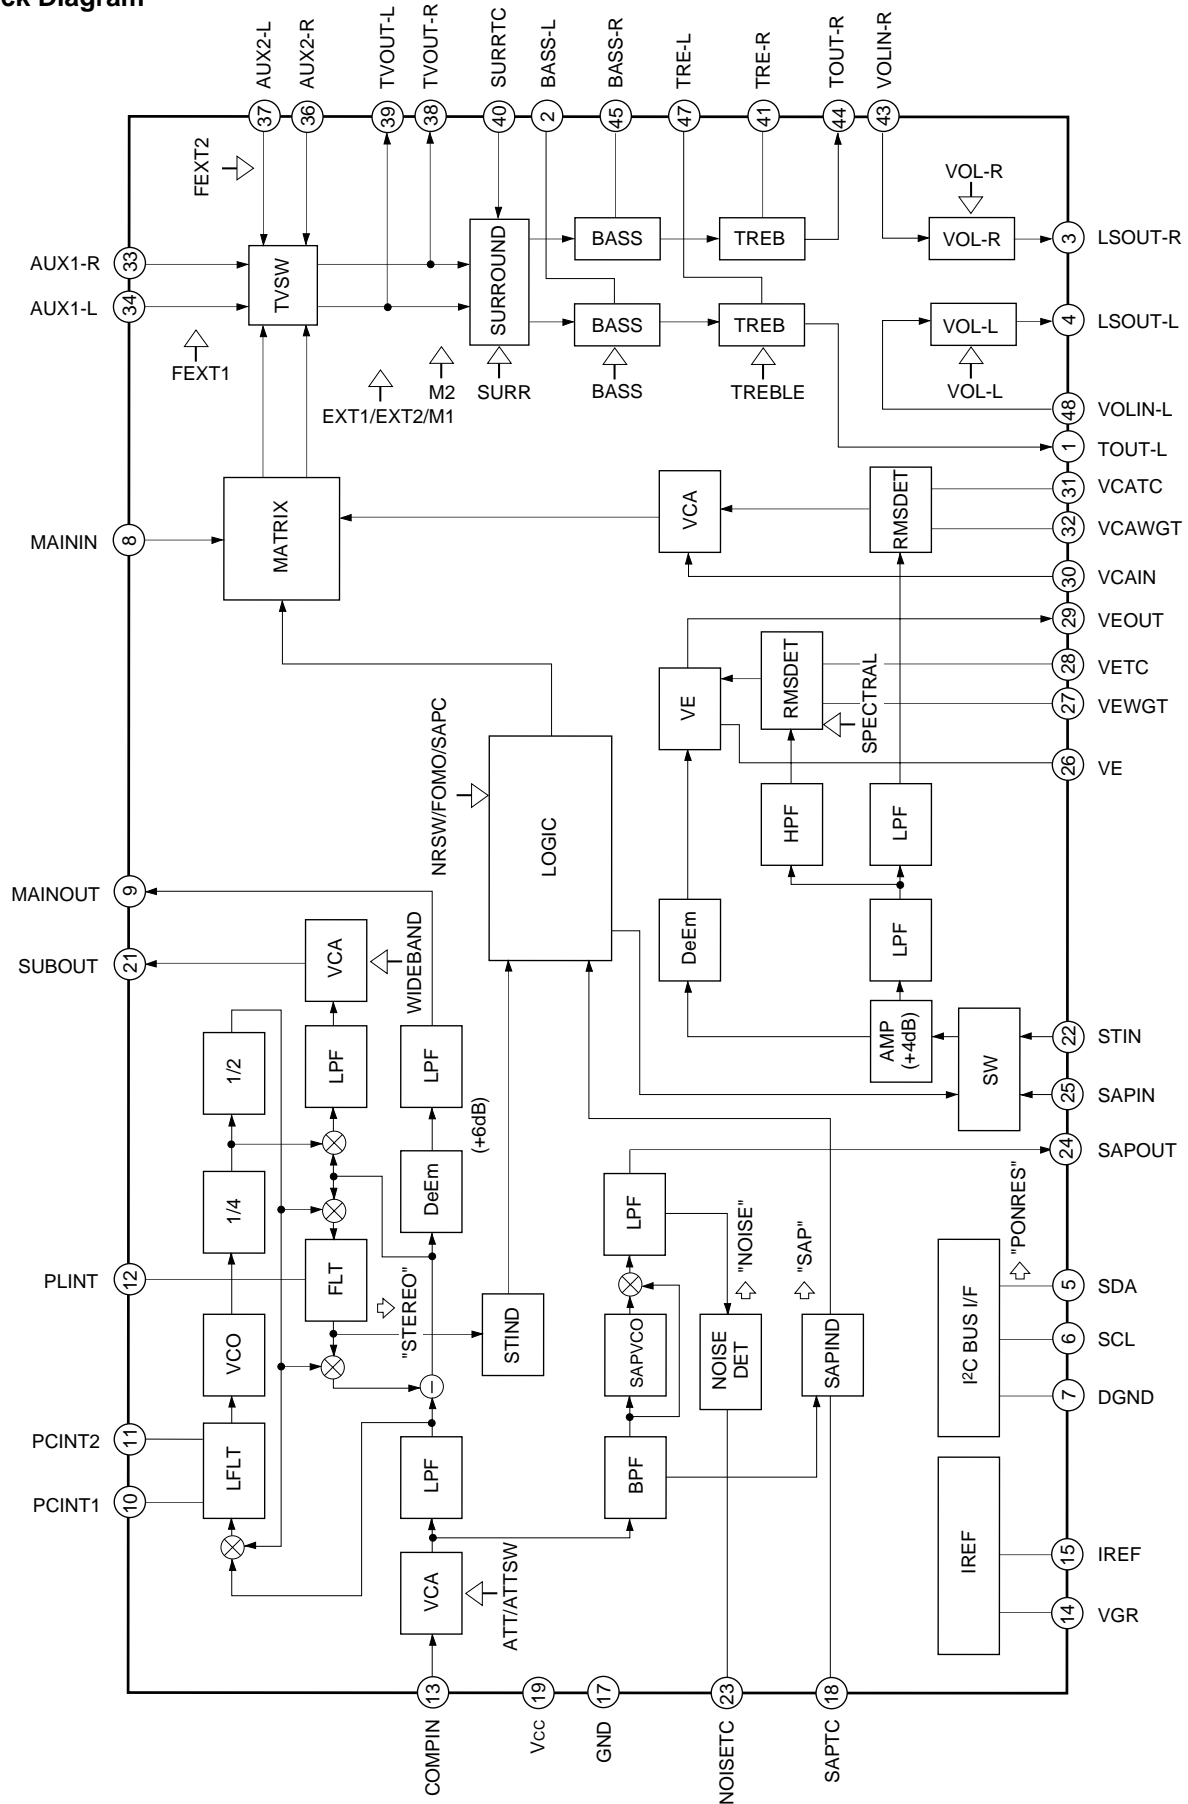 ck Diagram
AUX2-L
AUX2-R
TVOUT-L
TVOUT-R
SURRTC
BASS-L
BASS-R
TRE-L
TRE-R
TOUT-R
VOLIN-R
37
36
39
38
40
2
45
47
41
44
43
FEXT2
VOL-R
AUX1-R
33
TVSW
SURROUND
BASS
TREB
VOL-R
3
LSOUT-R
AUX1-L
34
BASS
TREB
VOL-L
4
LSOUT-L
FEXT1
EXT1/EXT2/M1
M2
SURR
BASS
TREBLE
VOL-L
48
VOLIN-L
1
TOUT-L
MAININ
8
MATRIX
VCA
RMSDET
31
VCATC
32
VCAWGT
30
VCAIN
29
VEOUT
VE
RMSDET
SPECTRAL
28
VETC
27
VEWGT
26
VE
NRSW/FOMO/SAPC
LOGIC
HPF
LPF
MAINOUT
9
DeEm
LPF
SUBOUT
21
VCA
WIDEBAND
1/2
LPF
LPF
(+6dB)
AMP
(+4dB)
SW
22
STIN
25
SAPIN
24
SAPOUT
1/4
DeEm
LPF
"NOISE"
"SAP"
"PONRES"
PLINT
12
FLT
"STEREO"
STIND
VCO
SAPVCO
NOISE
DET
SAPIND
I²C BUS I/F
5
SDA
6
SCL
7
DGND
PCINT2
11
LFLT
LPF
BPF
PCINT1
10
VCA
ATT/ATTSW
IREF
15
IREF
14
VGR
13
19
17
23
18
COMPIN
VCC
GND
NOISETC
SAPTC